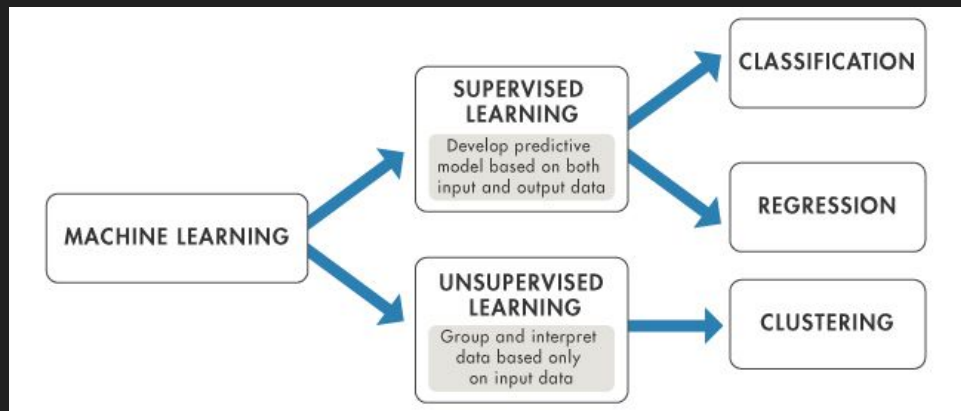 MACHINE LEARNING
SUPERVISED
LEARNING
Develop predictive
model based on both
input and output data
CLASSIFICATION
REGRESSION
UNSUPERVISED
LEARNING
Group and interpret
data based only
on input data
CLUSTERING